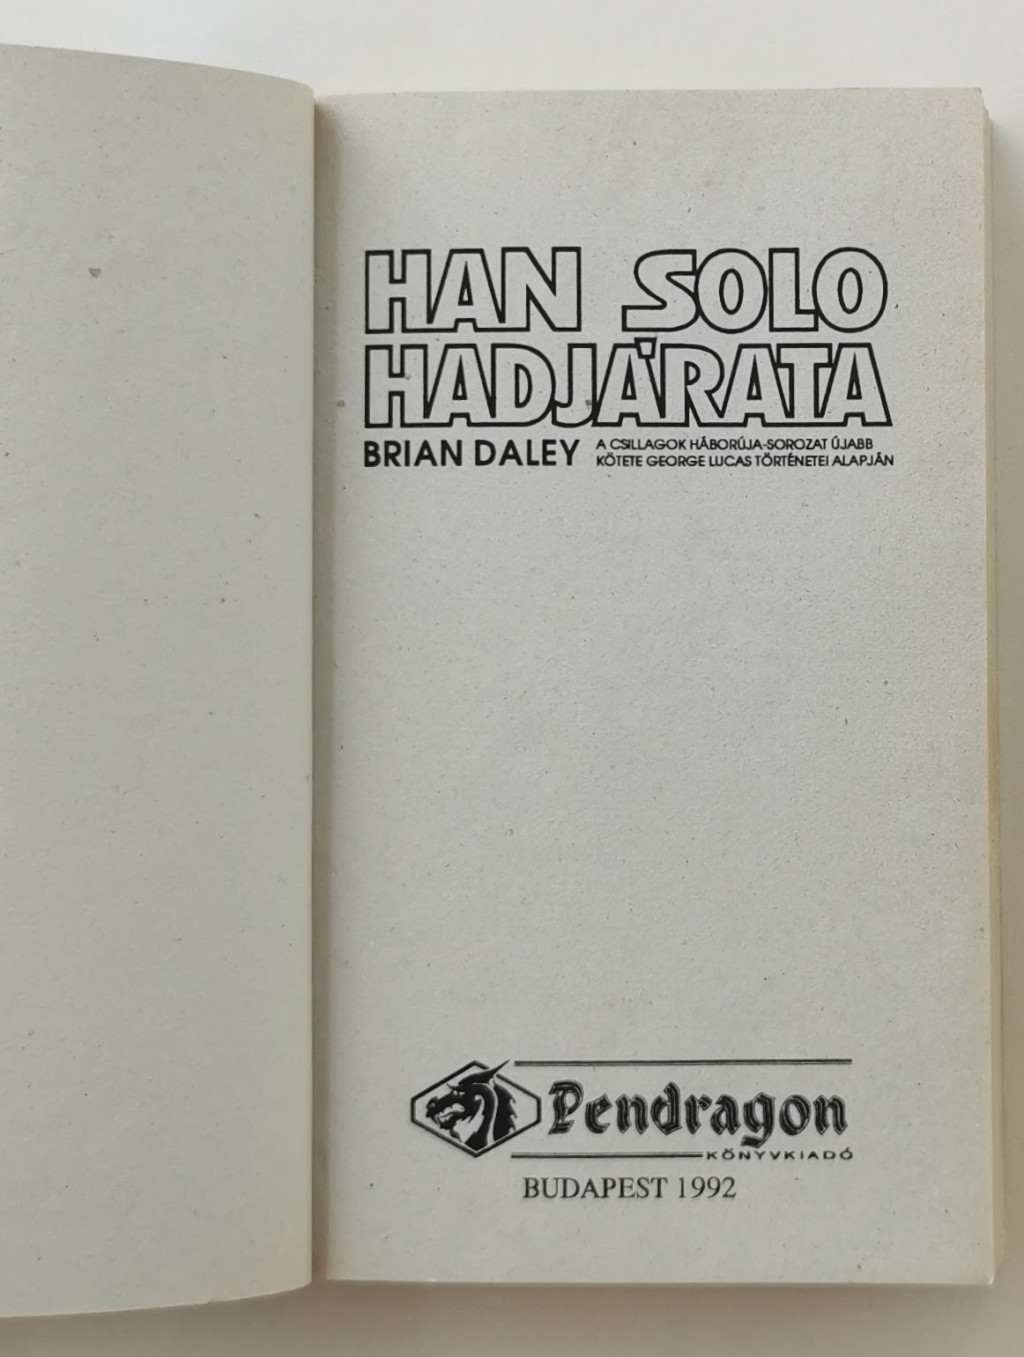 HAN SOLO
HADJÁRATA
BRIAN DALEY
A CSILLAGOK HÁBORÚJA-SOROZAT ÚJABB
KÖTETE GEORGE LUCAS TÖRTÉNETEI ALAPJÁN
Pendragon
KÖNYVKIADÓ
BUDAPEST 1992